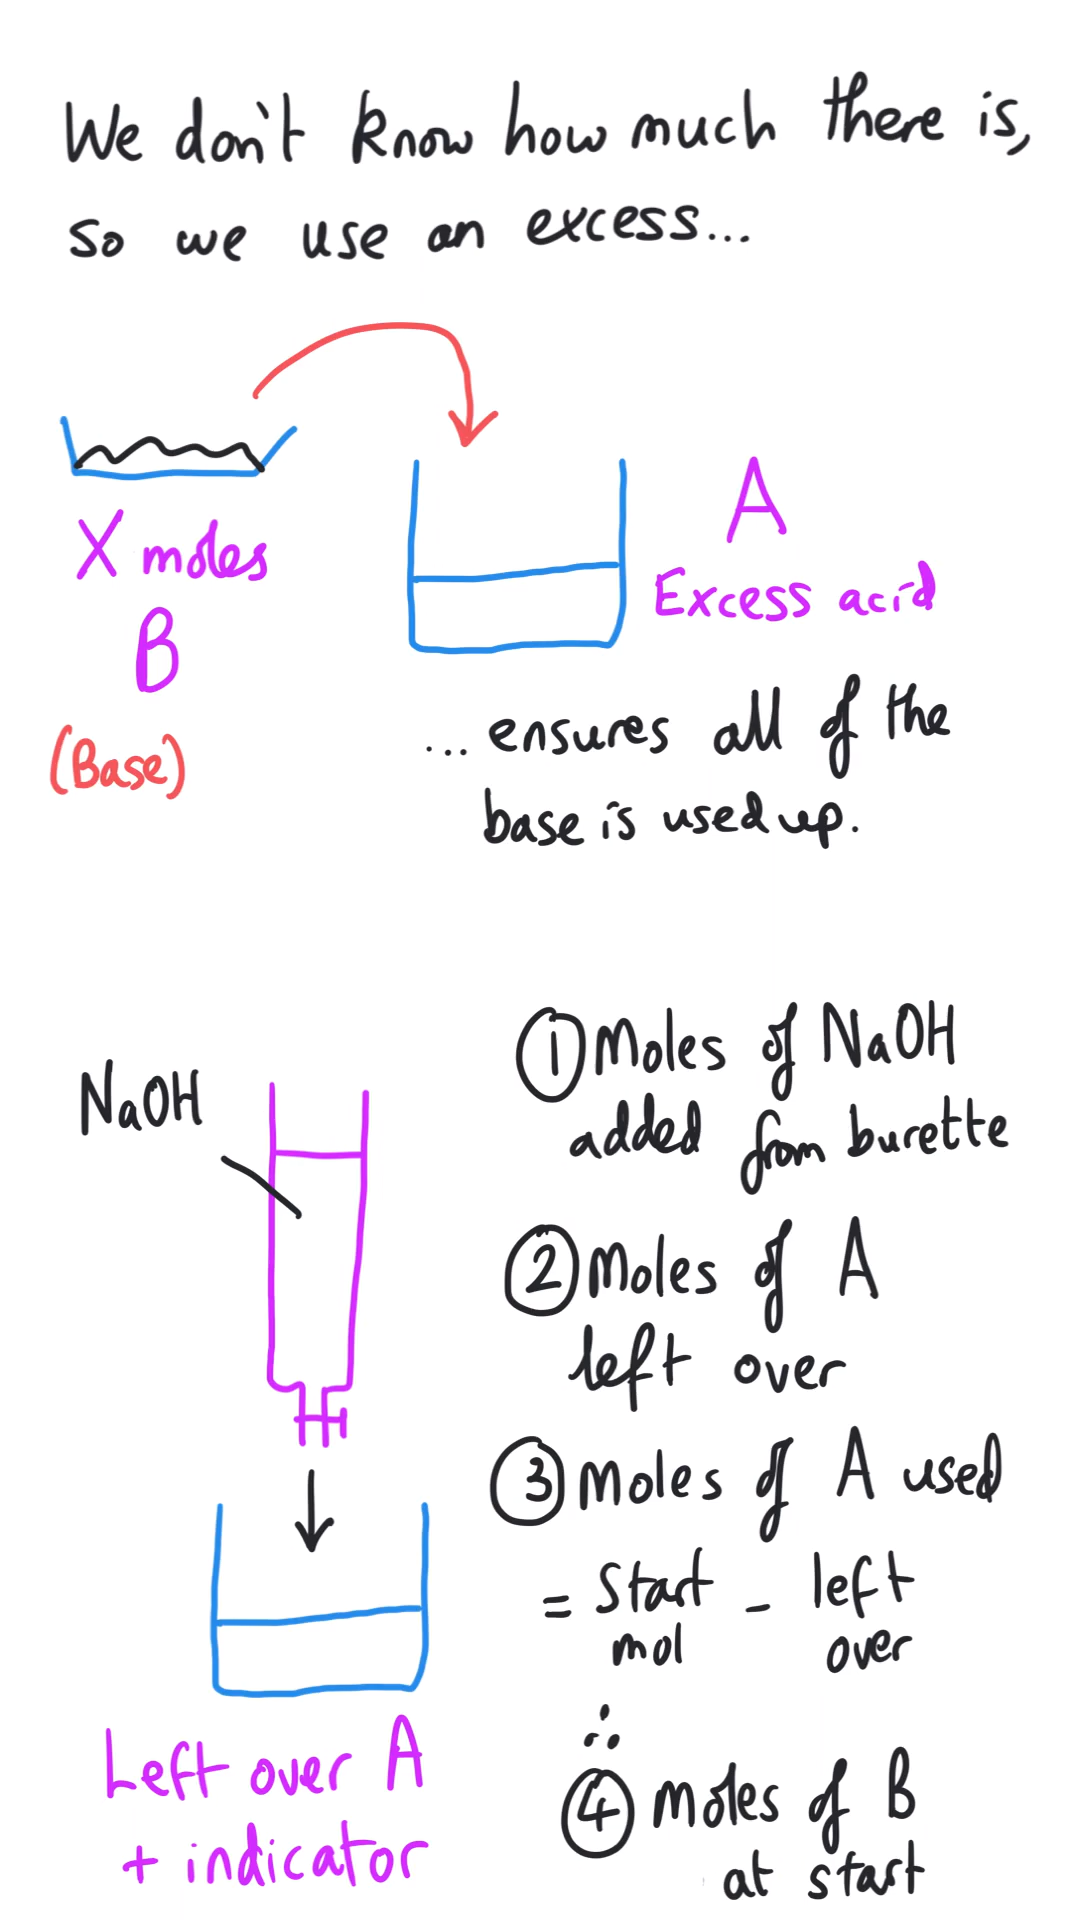 We don't know how much there is,
so we use an excess...
X moles
B
(Base)
A
Excess acid
... ensures all of the
base is used up.
NaOH
Left over A
+ indicator
① Moles of NaOH
added from burette
② Moles of A
left over
③ Moles of A used
= Start mol - left over
∴
④ Moles of B
at start